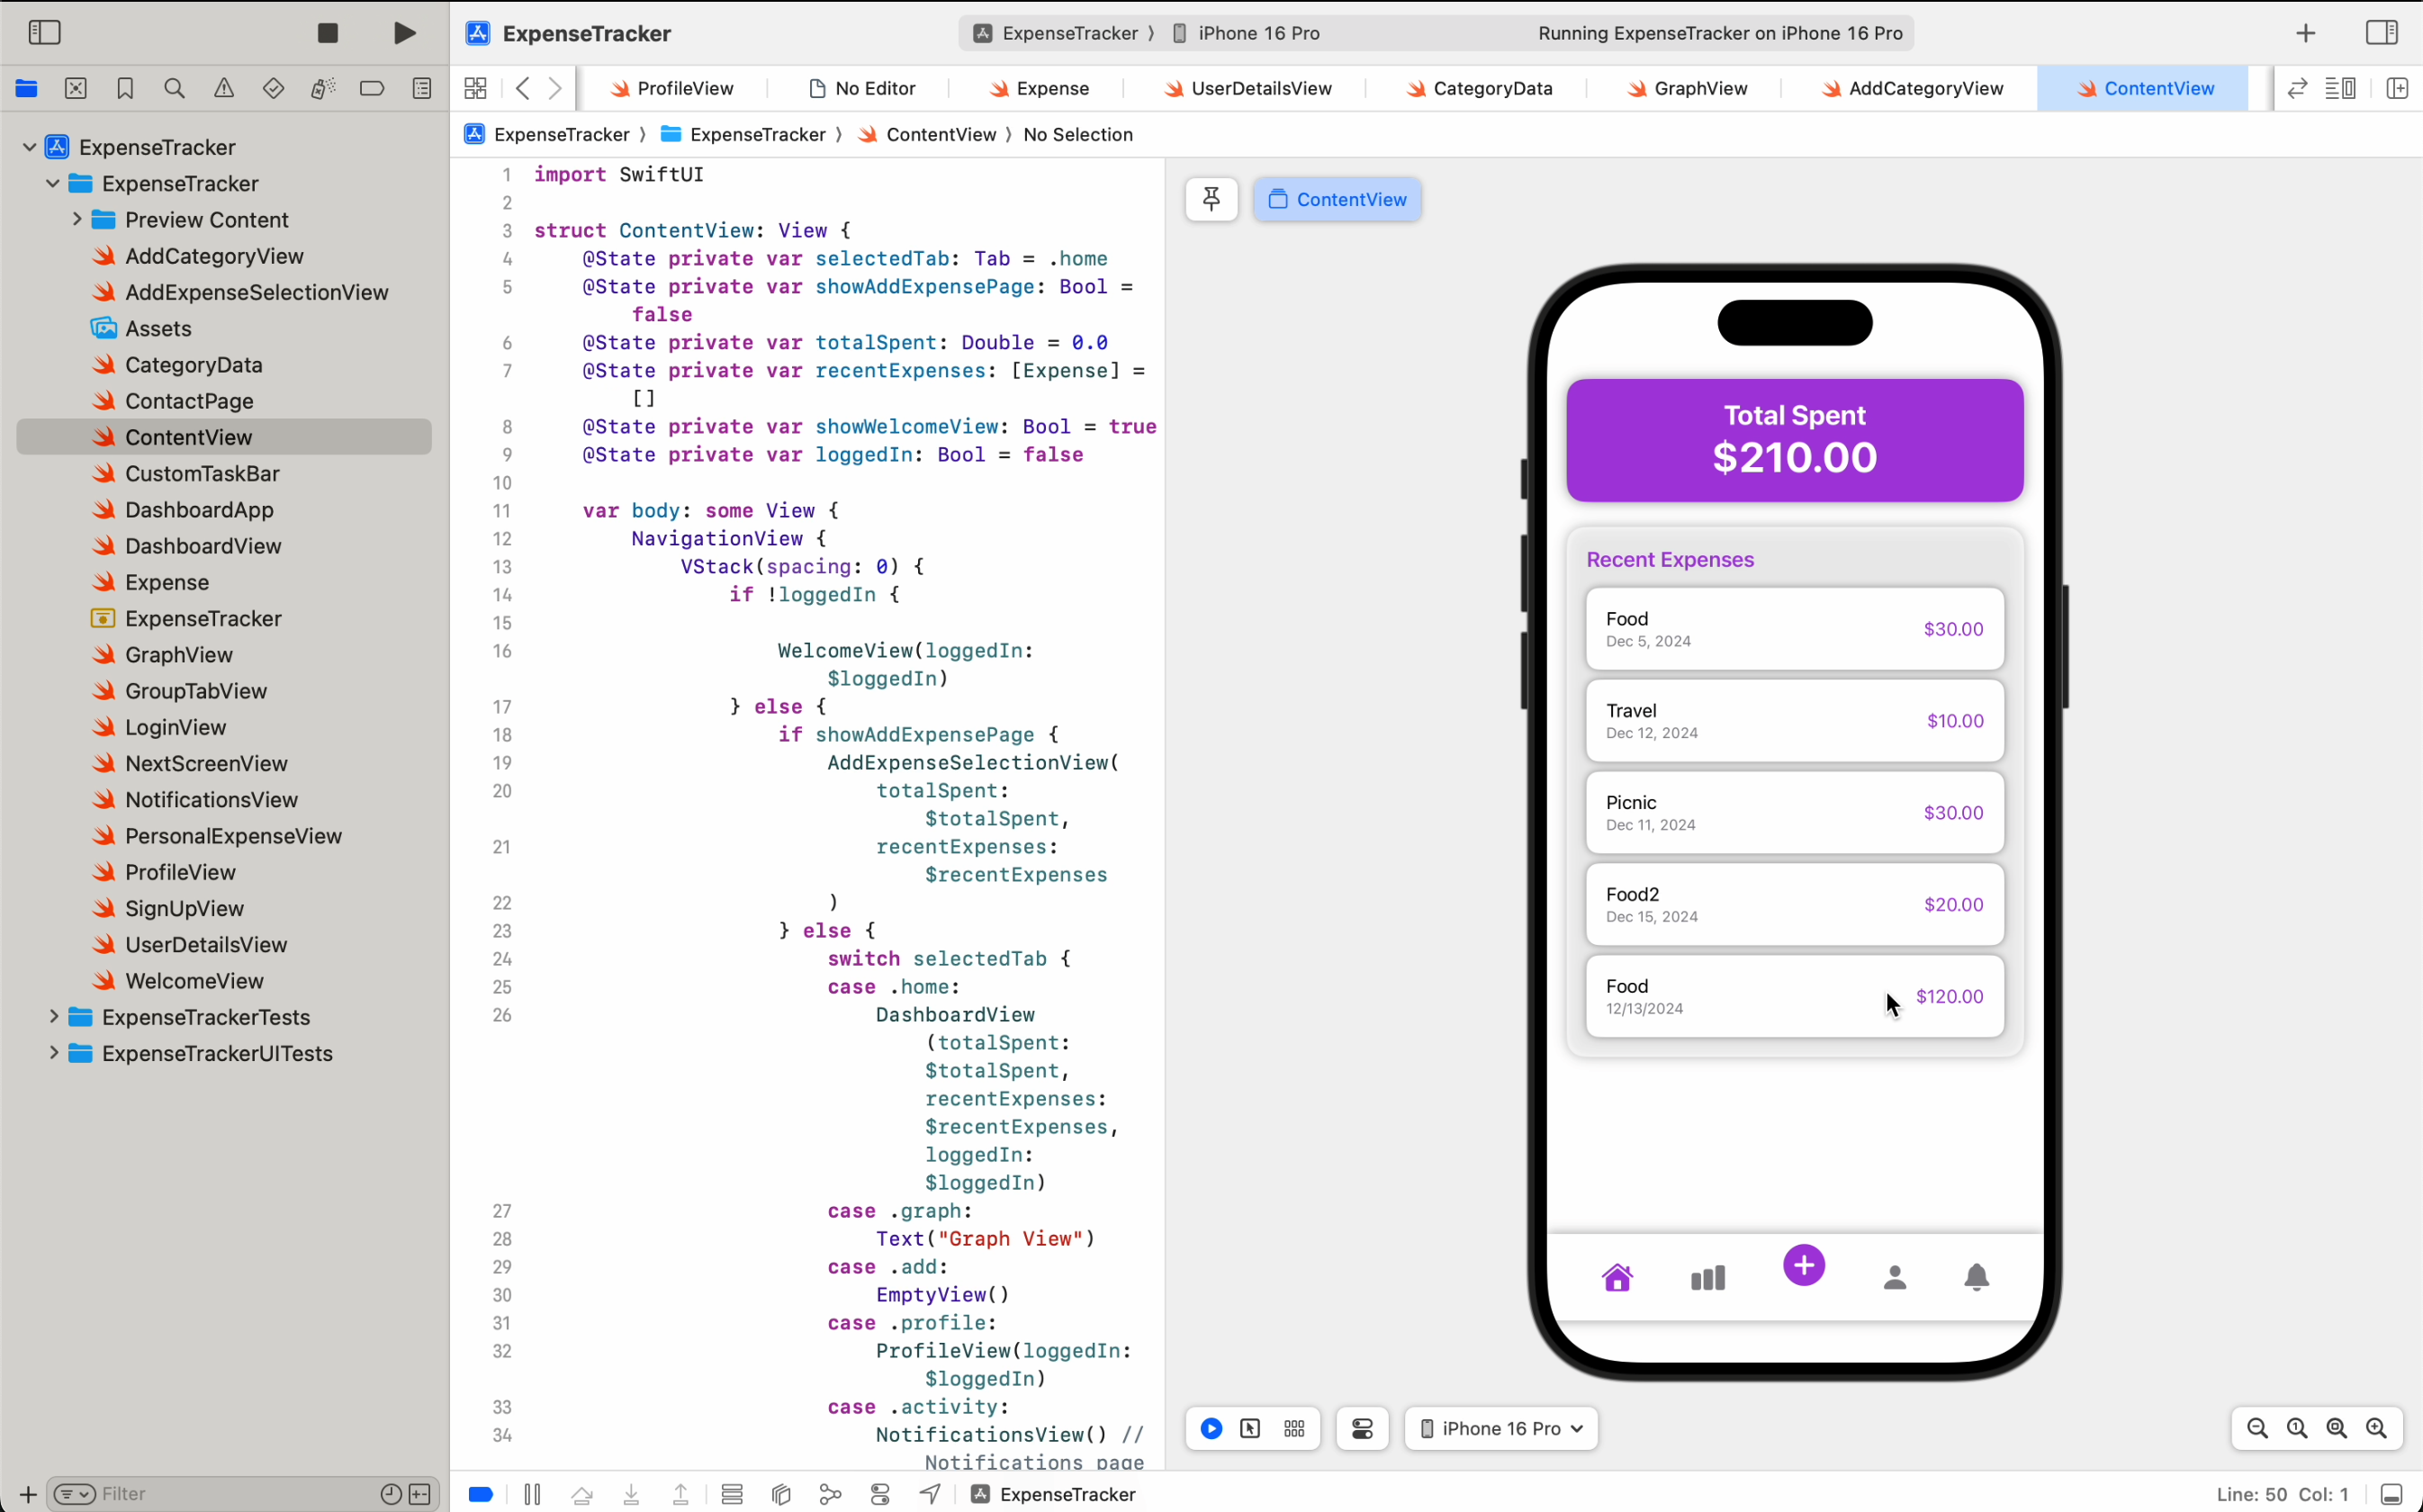 ExpenseTracker
ExpenseTracker 〉 iPhone 16 Pro
Running ExpenseTracker on iPhone 16 Pro
ProfileView
No Editor
Expense
UserDetailsView
CategoryData
GraphView
AddCategoryView
ContentView
ExpenseTracker 〉 ExpenseTracker 〉 ContentView 〉 No Selection
ExpenseTracker
ExpenseTracker
Preview Content
AddCategoryView
AddExpenseSelectionView
Assets
CategoryData
ContactPage
ContentView
CustomTaskBar
DashboardApp
DashboardView
Expense
ExpenseTracker
GraphView
GroupTabView
LoginView
NextScreenView
NotificationsView
PersonalExpenseView
ProfileView
SignUpView
UserDetailsView
WelcomeView
ExpenseTrackerTests
ExpenseTrackerUITests
Filter
1 import SwiftUI
2
3 struct ContentView: View {
4 @State private var selectedTab: Tab = .home
5 @State private var showAddExpensePage: Bool =
false
6 @State private var totalSpent: Double = 0.0
7 @State private var recentExpenses: [Expense] =
[]
8 @State private var showWelcomeView: Bool = true
9 @State private var loggedIn: Bool = false
10
11 var body: some View {
12 NavigationView {
13 VStack(spacing: 0) {
14 if !loggedIn {
15
16 WelcomeView(loggedIn:
$loggedIn)
17 } else {
18 if showAddExpensePage {
19 AddExpenseSelectionView(
20 totalSpent:
$totalSpent,
21 recentExpenses:
$recentExpenses
22 )
23 } else {
24 switch selectedTab {
25 case .home:
26 DashboardView
(totalSpent:
$totalSpent,
recentExpenses:
$recentExpenses,
loggedIn:
$loggedIn)
27 case .graph:
28 Text("Graph View")
29 case .add:
30 EmptyView()
31 case .profile:
32 ProfileView(loggedIn:
$loggedIn)
33 case .activity:
34 NotificationsView() //
Notifications page
ContentView
Total Spent
$210.00
Recent Expenses
Food
Dec 5, 2024
$30.00
Travel
Dec 12, 2024
$10.00
Picnic
Dec 11, 2024
$30.00
Food2
Dec 15, 2024
$20.00
Food
12/13/2024
$120.00
iPhone 16 Pro
ExpenseTracker
Line: 50 Col: 1